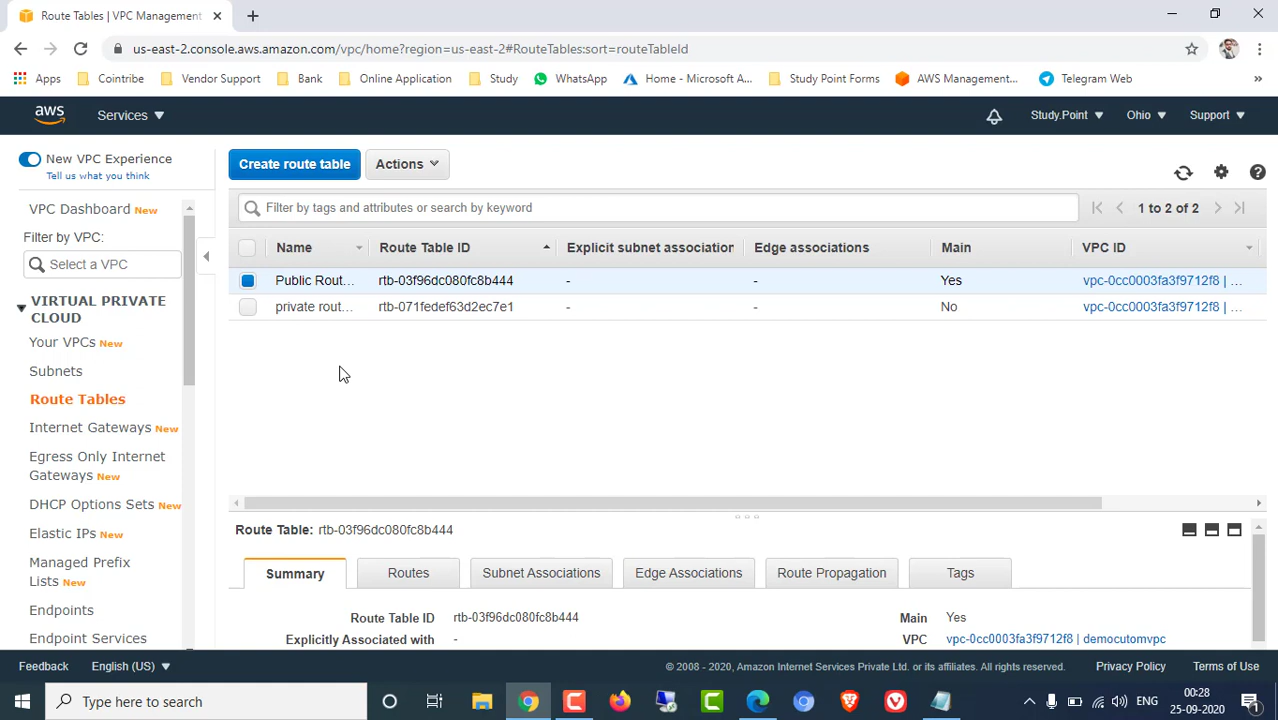 Route Tables | VPC Management
us-east-2.console.aws.amazon.com/vpc/home?region=us-east-2#RouteTables:sort=routeTableId
Apps Cointribe Vendor Support Bank Online Application Study WhatsApp Home - Microsoft A... Study Point Forms AWS Management... Telegram Web »
aws Services Study.Point Ohio Support
New VPC Experience
Tell us what you think
Create route table Actions
VPC Dashboard New
Filter by VPC:
Select a VPC
VIRTUAL PRIVATE
CLOUD
Your VPCs New
Subnets
Route Tables
Internet Gateways New
Egress Only Internet
Gateways New
DHCP Options Sets New
Elastic IPs New
Managed Prefix
Lists New
Endpoints
Endpoint Services
Filter by tags and attributes or search by keyword
1 to 2 of 2
Name Route Table ID Explicit subnet association Edge associations Main VPC ID
Public Rout... rtb-03f96dc080fc8b444 - - Yes vpc-0cc0003fa3f9712f8 | ...
private rout... rtb-071fedef63d2ec7e1 - - No vpc-0cc0003fa3f9712f8 | ...
Route Table: rtb-03f96dc080fc8b444
Summary Routes Subnet Associations Edge Associations Route Propagation Tags
Route Table ID rtb-03f96dc080fc8b444 Main Yes
Explicitly Associated with - VPC vpc-0cc0003fa3f9712f8 | democutomvpc
Feedback English (US) © 2008 - 2020, Amazon Internet Services Private Ltd. or its affiliates. All rights reserved. Privacy Policy Terms of Use
Type here to search
ENG
00:28
25-09-2020
1